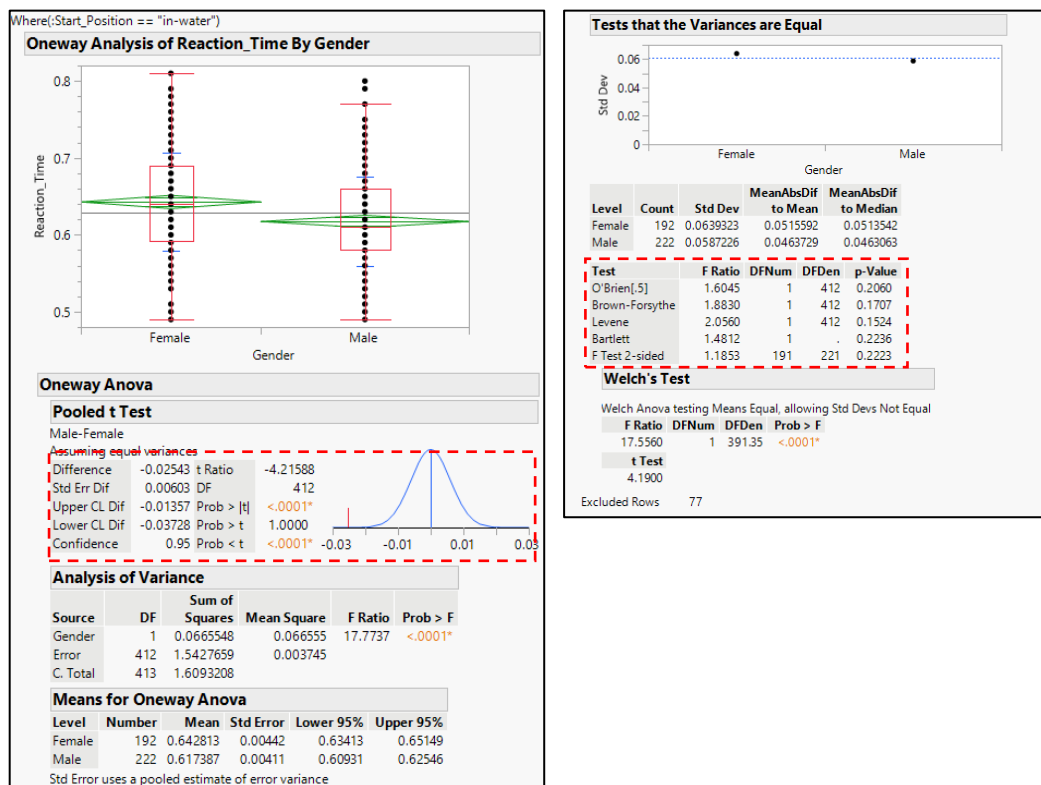 Where(:Start_Position == "in-water")
Oneway Analysis of Reaction_Time By Gender
0.8
0.7
0.6
0.5
Reaction_Time
Female Male
Gender
Oneway Anova
Pooled t Test
Male-Female
Assuming equal variances
Difference -0.02543 t Ratio -4.21588
Std Err Dif 0.00603 DF 412
Upper CL Dif -0.01357 Prob > |t| <.0001*
Lower CL Dif -0.03728 Prob > t 1.0000
Confidence 0.95 Prob < t <.0001*
-0.03 -0.01 0.01 0.03
Analysis of Variance
Source DF Sum of Squares Mean Square F Ratio Prob > F
Gender 1 0.0665548 0.066555 17.7737 <.0001*
Error 412 1.5427659 0.003745
C. Total 413 1.6093208
Means for Oneway Anova
Level Number Mean Std Error Lower 95% Upper 95%
Female 192 0.642813 0.00442 0.63413 0.65149
Male 222 0.617387 0.00411 0.60931 0.62546
Std Error uses a pooled estimate of error variance
Tests that the Variances are Equal
0.06
0.04
0.02
0
Std Dev
Female Male
Gender
Level Count Std Dev MeanAbsDif to Mean MeanAbsDif to Median
Female 192 0.0639323 0.0515592 0.0513542
Male 222 0.0587226 0.0463729 0.0463063
Test F Ratio DFNum DFDen p-Value
O'Brien[.5] 1.6045 1 412 0.2060
Brown-Forsythe 1.8830 1 412 0.1707
Levene 2.0560 1 412 0.1524
Bartlett 1.4812 1 . 0.2236
F Test 2-sided 1.1853 191 221 0.2223
Welch's Test
Welch Anova testing Means Equal, allowing Std Devs Not Equal
F Ratio DFNum DFDen Prob > F
17.5560 1 391.35 <.0001*
t Test
4.1900
Excluded Rows 77